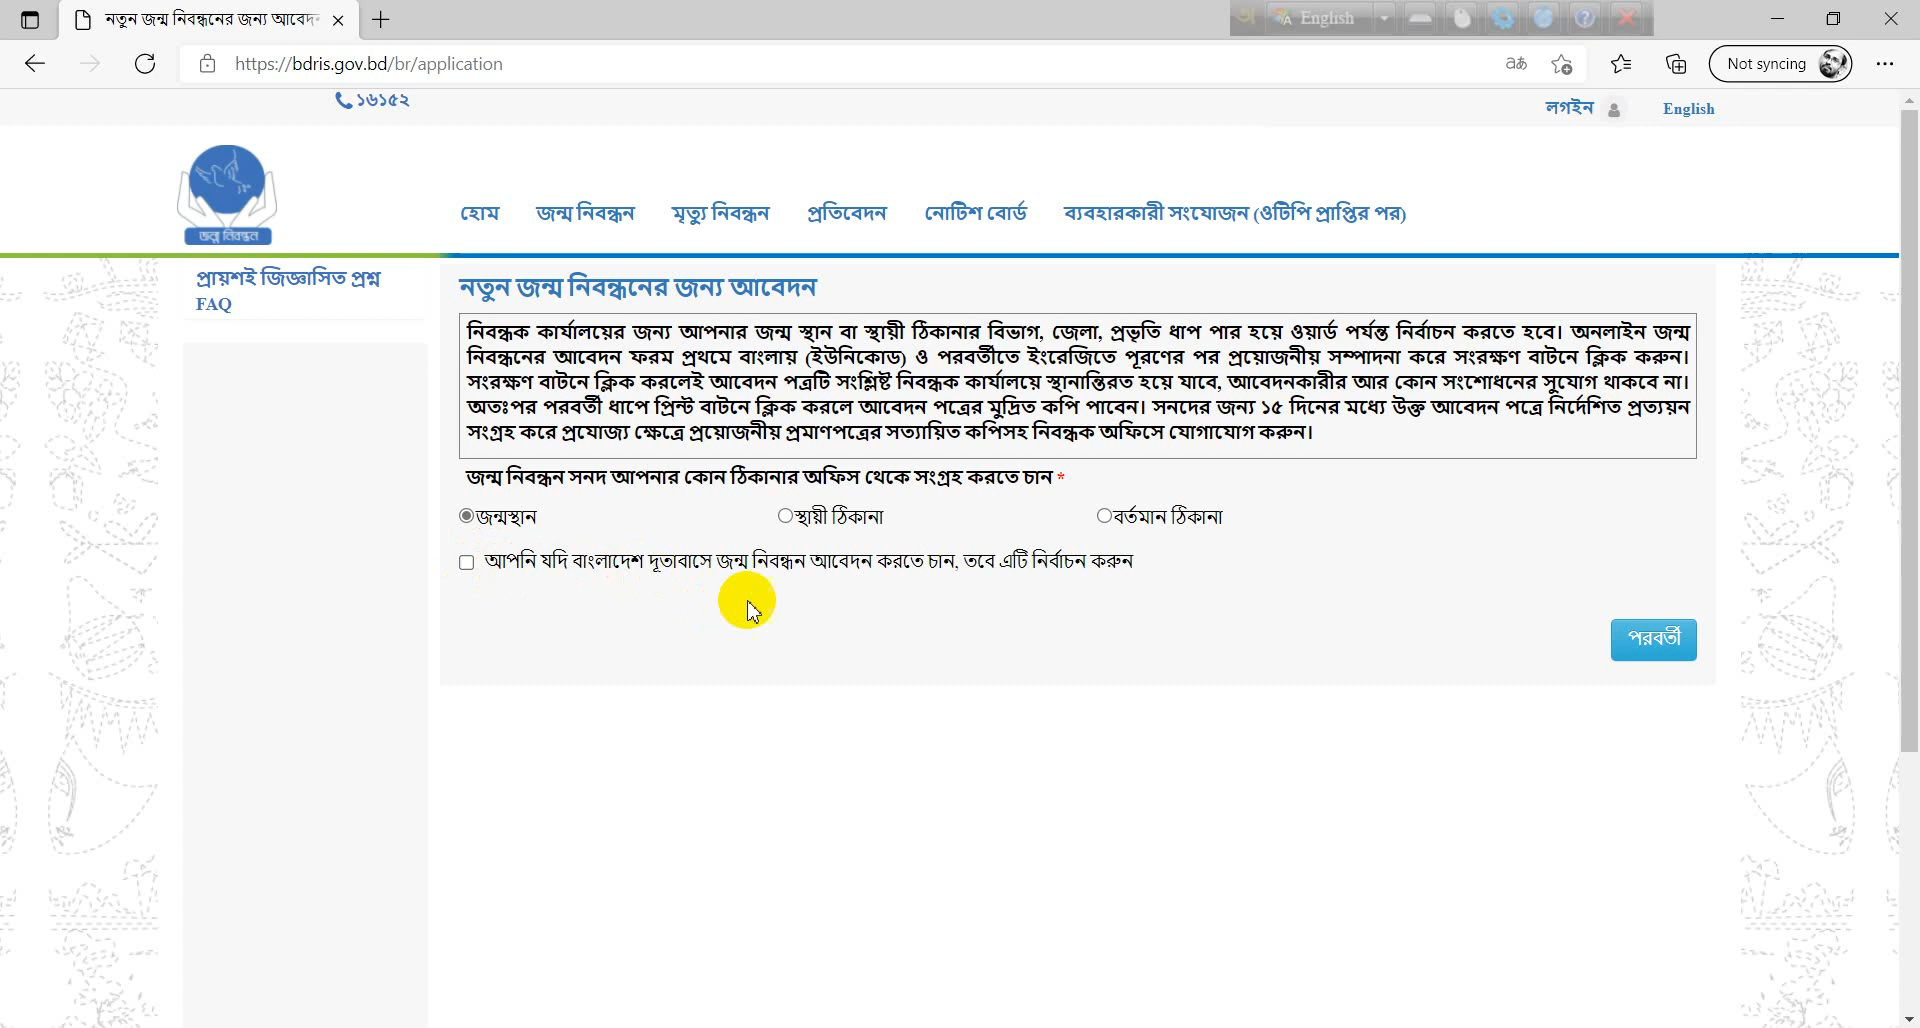 নতুন জন্ম নিবন্ধনের জন্য আবেদ
English
https://bdris.gov.bd/br/application
Not syncing
১৬১৫২
লগইন
English
জন্ম নিবন্ধন
হোম
জন্ম নিবন্ধন
মৃত্যু নিবন্ধন
প্রতিবেদন
নোটিশ বোর্ড
ব্যবহারকারী সংযোজন (ওটিপি প্রাপ্তির পর)
প্রায়শই জিজ্ঞাসিত প্রশ্ন
FAQ
নতুন জন্ম নিবন্ধনের জন্য আবেদন
নিবন্ধক কার্যালয়ের জন্য আপনার জন্ম স্থান বা স্থায়ী ঠিকানার বিভাগ, জেলা, প্রভৃতি ধাপ পার হয়ে ওয়ার্ড পর্যন্ত নির্বাচন করতে হবে। অনলাইন জন্ম
নিবন্ধনের আবেদন ফরম প্রথমে বাংলায় (ইউনিকোড) ও পরবর্তীতে ইংরেজিতে পূরণের পর প্রয়োজনীয় সম্পাদনা করে সংরক্ষণ বাটনে ক্লিক করুন।
সংরক্ষণ বাটনে ক্লিক করলেই আবেদন পত্রটি সংশ্লিষ্ট নিবন্ধক কার্যালয়ে স্থানান্তিরত হয়ে যাবে, আবেদনকারীর আর কোন সংশোধনের সুযোগ থাকবে না।
অতঃপর পরবর্তী ধাপে প্রিন্ট বাটনে ক্লিক করলে আবেদন পত্রের মুদ্রিত কপি পাবেন। সনদের জন্য ১৫ দিনের মধ্যে উক্ত আবেদন পত্রে নির্দেশিত প্রত্যয়ন
সংগ্রহ করে প্রযোজ্য ক্ষেত্রে প্রয়োজনীয় প্রমাণপত্রের সত্যায়িত কপিসহ নিবন্ধক অফিসে যোগাযোগ করুন।
জন্ম নিবন্ধন সনদ আপনার কোন ঠিকানার অফিস থেকে সংগ্রহ করতে চান *
জন্মস্থান
স্থায়ী ঠিকানা
বর্তমান ঠিকানা
আপনি যদি বাংলাদেশ দূতাবাসে জন্ম নিবন্ধন আবেদন করতে চান, তবে এটি নির্বাচন করুন
পরবর্তী